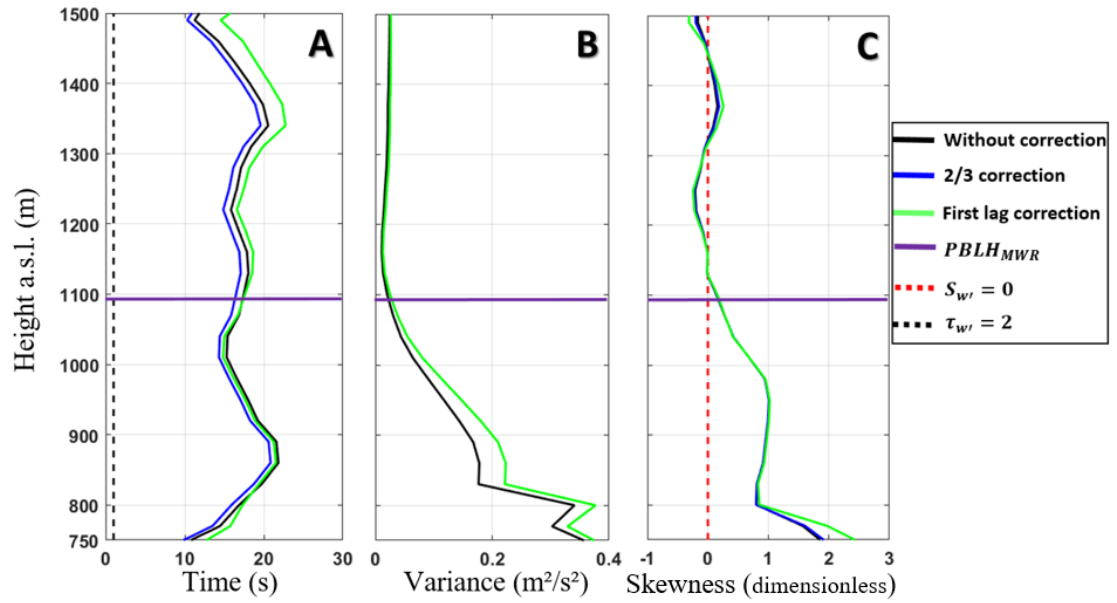 Height a.s.l. (m)
1500
1400
1300
1200
1100
1000
900
800
750
A
0
10
20
30
Time (s)
B
0
0.2
0.4
Variance (m²/s²)
C
-1
0
1
2
3
Skewness (dimensionless)
Without correction
2/3 correction
First lag correction
PBLH_MWR
S_w' = 0
τ_w' = 2